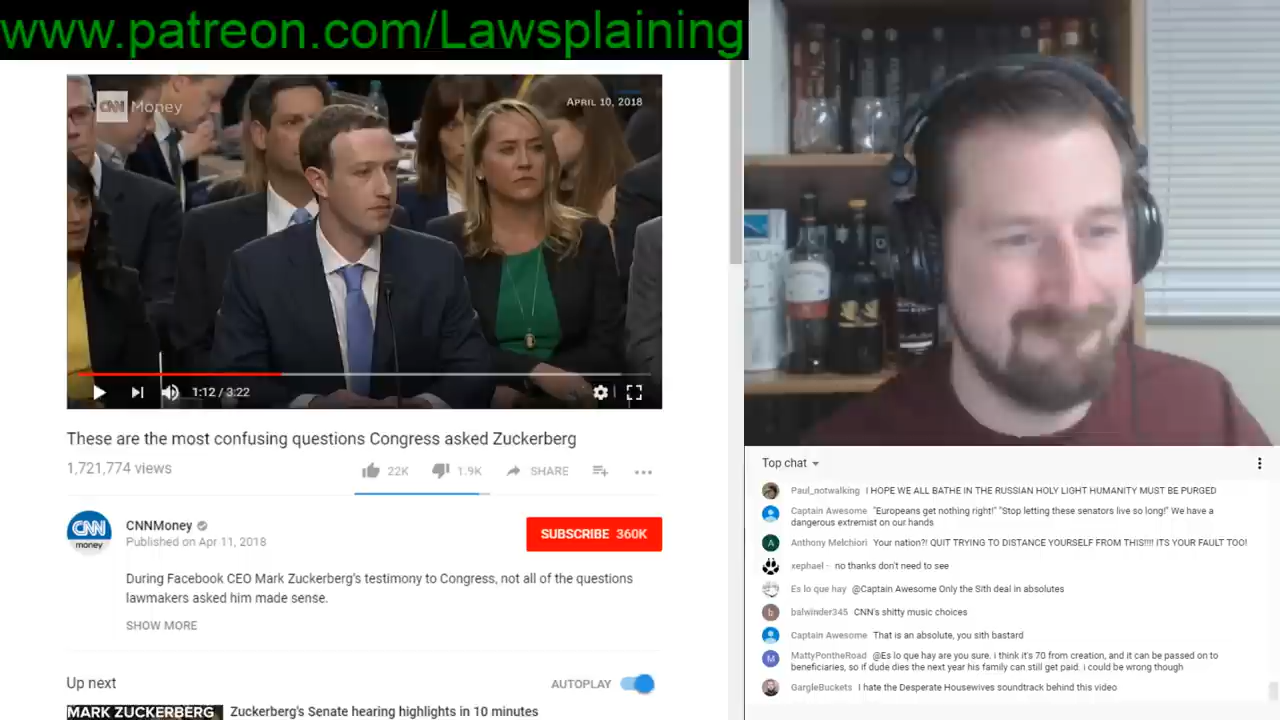 www.patreon.com/Lawsplaining
CNN Money
APRIL 10, 2018
1:12 / 3:22
These are the most confusing questions Congress asked Zuckerberg
1,721,774 views
22K
1.9K
SHARE
CNN money
CNNMoney
Published on Apr 11, 2018
SUBSCRIBE 360K
During Facebook CEO Mark Zuckerberg's testimony to Congress, not all of the questions
lawmakers asked him made sense.
SHOW MORE
Up next
AUTOPLAY
MARK ZUCKERBERG
Zuckerberg's Senate hearing highlights in 10 minutes
Top chat
Paul_notwalking I HOPE WE ALL BATHE IN THE RUSSIAN HOLY LIGHT HUMANITY MUST BE PURGED
Captain Awesome "Europeans get nothing right!" "Stop letting these senators live so long!" We have a
dangerous extremist on our hands
A Anthony Melchiori Your nation?! QUIT TRYING TO DISTANCE YOURSELF FROM THIS!!!! ITS YOUR FAULT TOO!
xephael - no thanks don't need to see
Es lo que hay @Captain Awesome Only the Sith deal in absolutes
b balwinder345 CNN's shitty music choices
Captain Awesome That is an absolute, you sith bastard
M MattyPontheRoad @Es lo que hay are you sure. i think it's 70 from creation, and it can be passed on to
beneficiaries, so if dude dies the next year his family can still get paid. i could be wrong though
GargleBuckets I hate the Desperate Housewives soundtrack behind this video